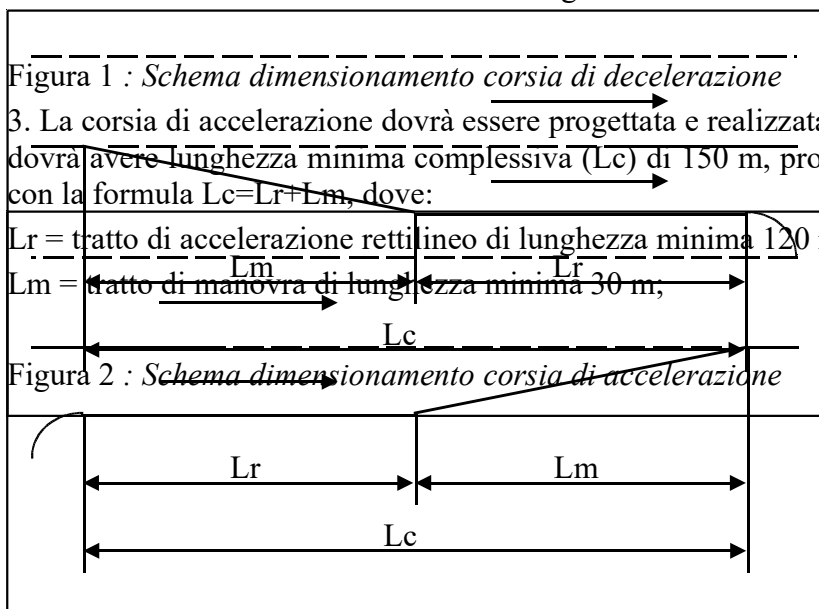 Figura 1 : Schema dimensionamento corsia di decelerazione
3. La corsia di accelerazione dovrà essere progettata e realizzata
dovrà avere lunghezza minima complessiva (Lc) di 150 m, pro
con la formula Lc=Lr+Lm, dove:
Lr = tratto di accelerazione rettilineo di lunghezza minima 120
Lm Lr
Lm = tratto di manovra di lunghezza minima 30 m;
Lc
Figura 2 : Schema dimensionamento corsia di accelerazione
Lr Lm
Lc